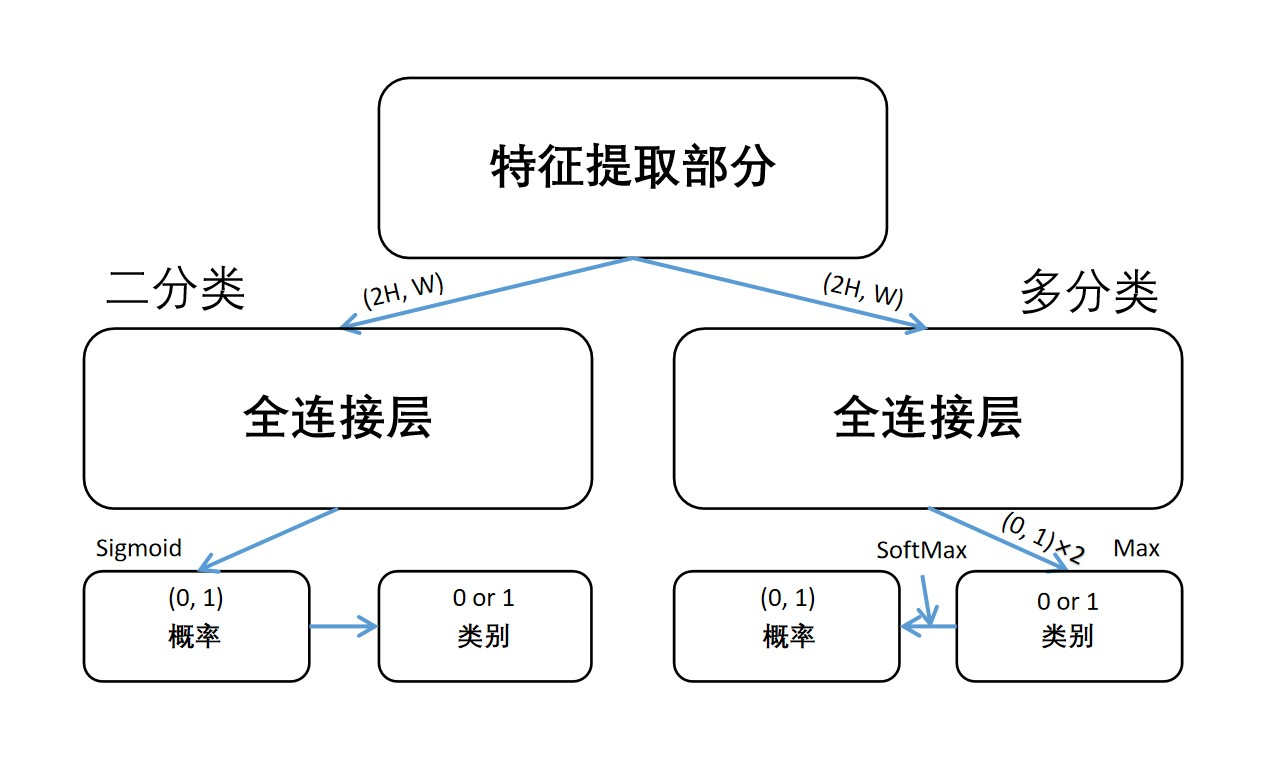 特征提取部分
二分类
(2H, W)
(2H, W)
多分类
全连接层
全连接层
Sigmoid
SoftMax
(0, 1)×2
Max
(0, 1)
概率
0 or 1
类别
(0, 1)
概率
0 or 1
类别